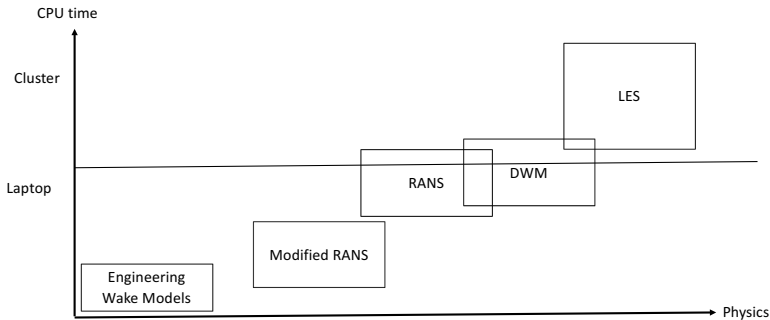 CPU time
Cluster
LES
Laptop
RANS
DWM
Modified RANS
Engineering
Wake Models
Physics